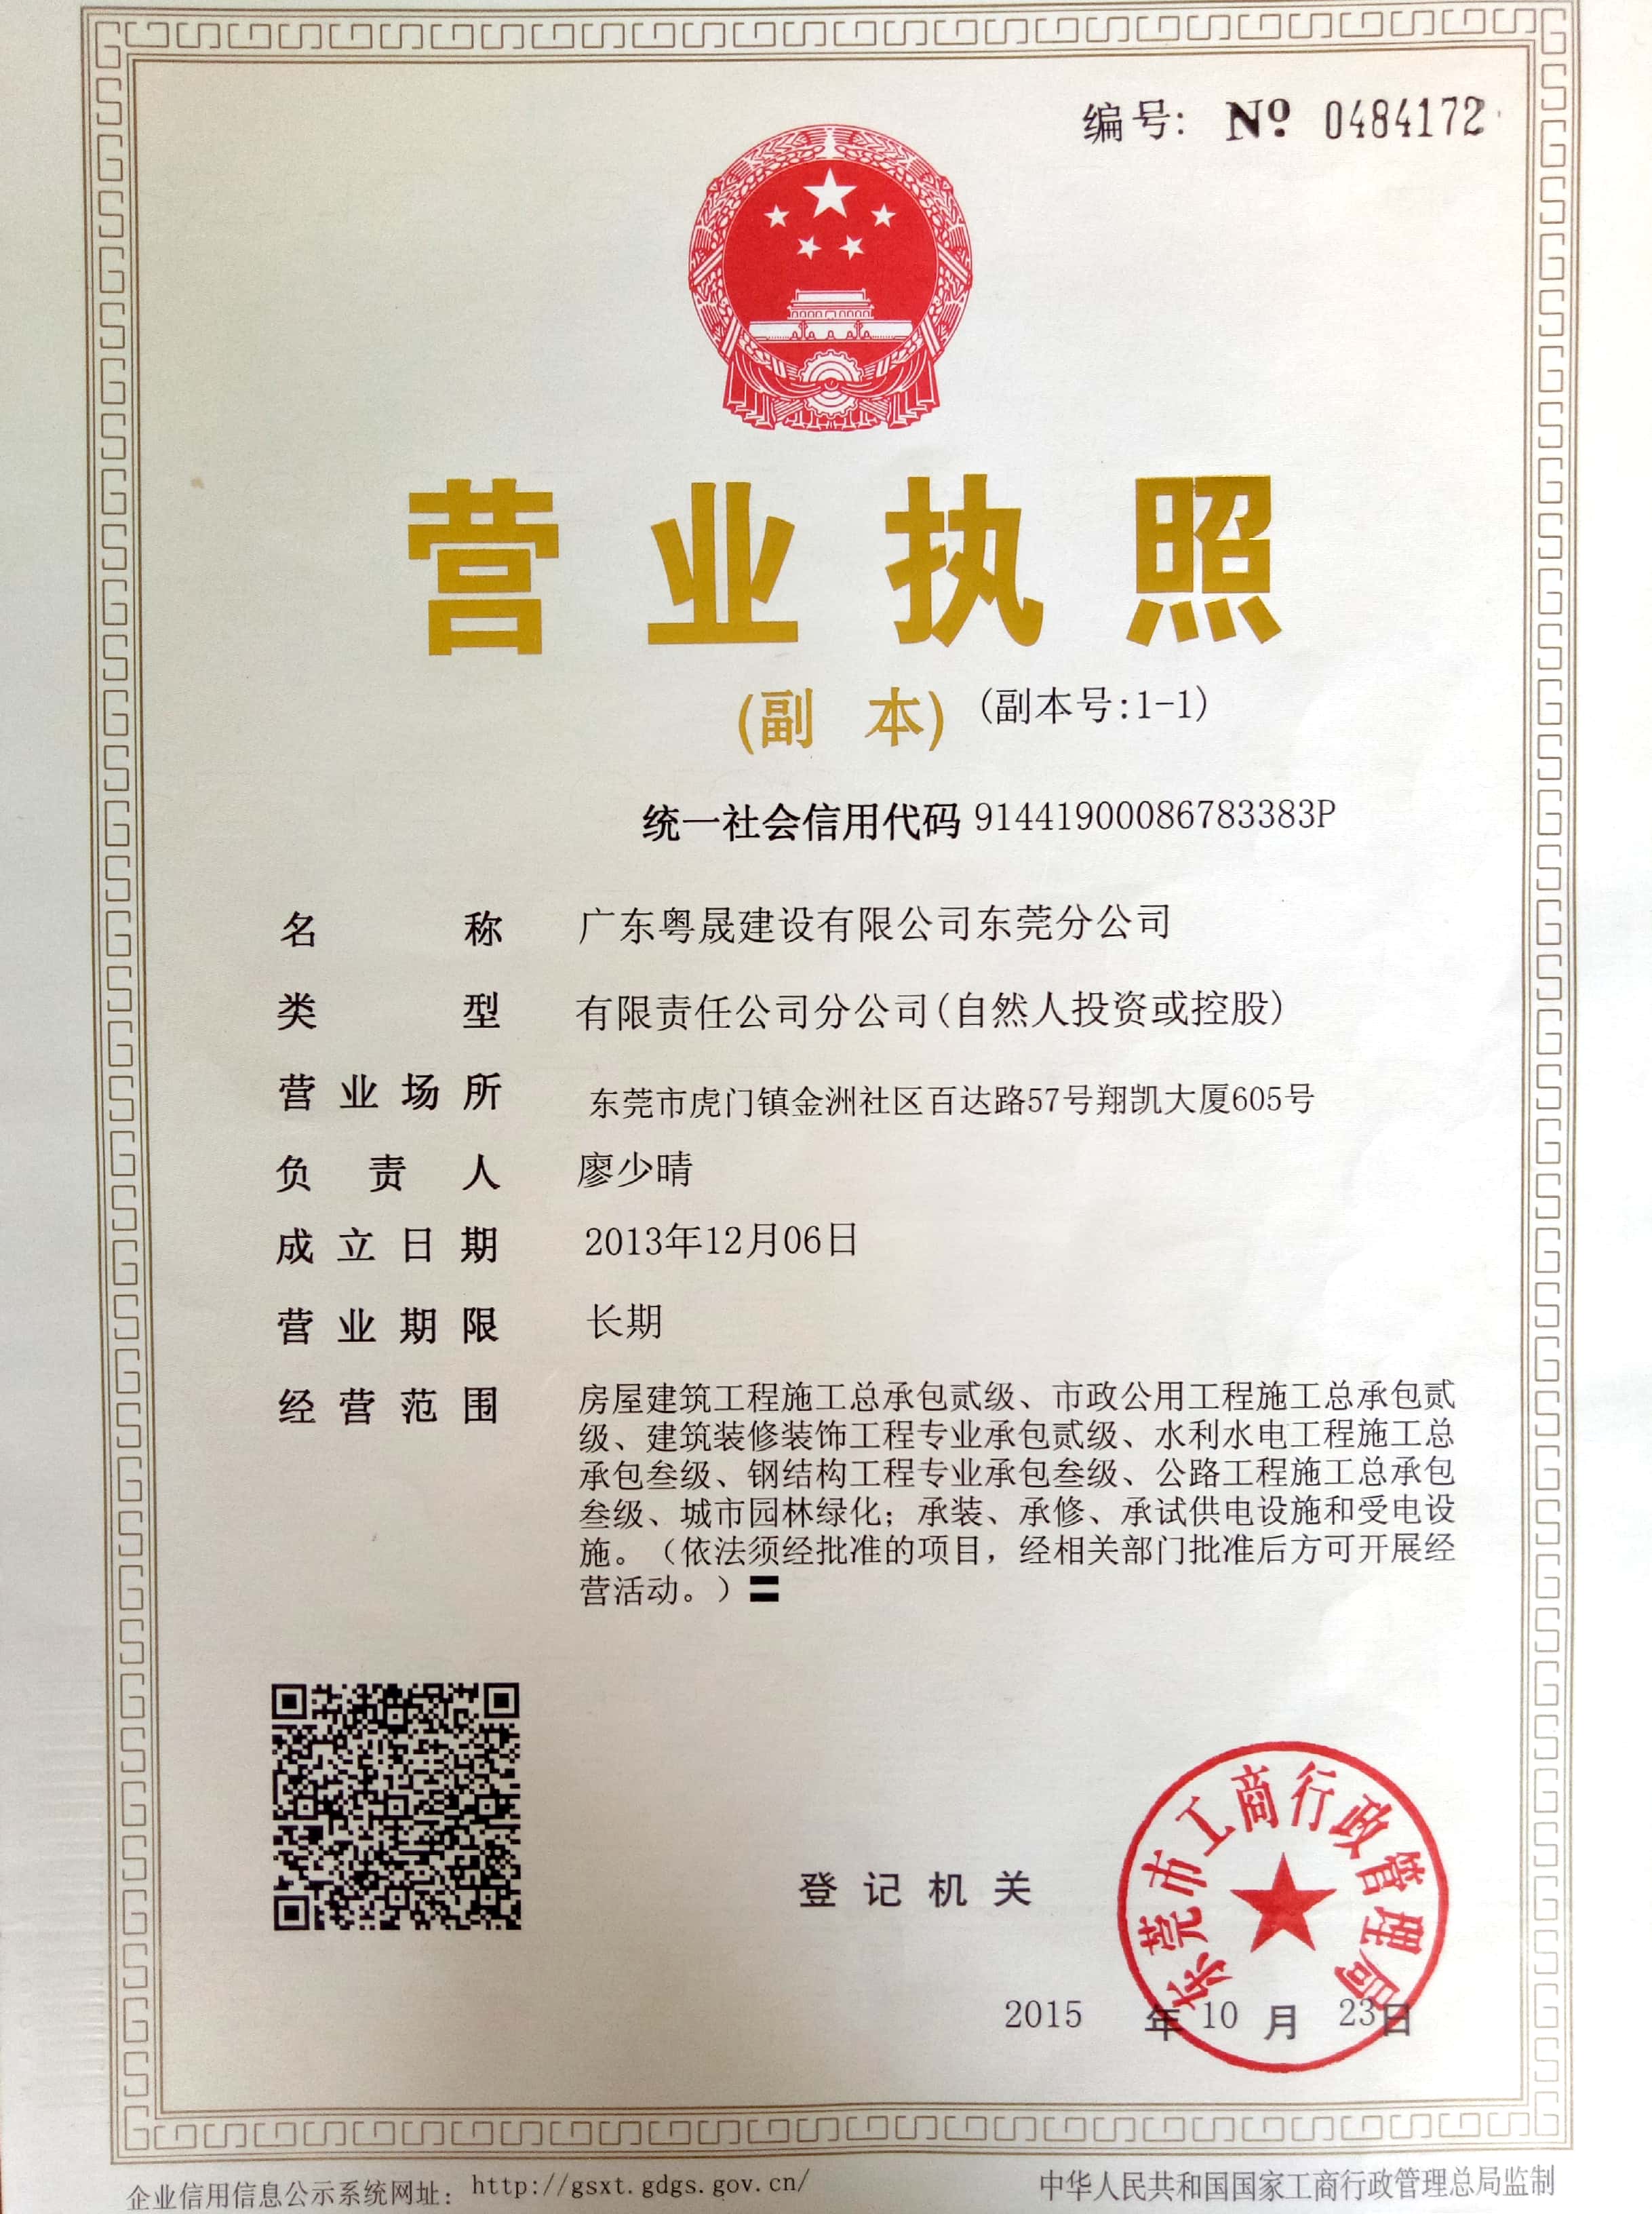 编号: № 0484172
营业执照
(副 本) (副本号:1-1)
统一社会信用代码 91441900086783383P
名称 广东粤晟建设有限公司东莞分公司
类型 有限责任公司分公司(自然人投资或控股)
营业场所 东莞市虎门镇金洲社区百达路57号翔凯大厦605号
负责人 廖少晴
成立日期 2013年12月06日
营业期限 长期
经营范围 房屋建筑工程施工总承包贰级、市政公用工程施工总承包贰
级、建筑装修装饰工程专业承包贰级、水利水电工程施工总
承包叁级、钢结构工程专业承包叁级、公路工程施工总承包
叁级、城市园林绿化；承装、承修、承试供电设施和受电设
施。（依法须经批准的项目，经相关部门批准后方可开展经
营活动。）〓
东莞市工商行政管理局
登记机关
2015 年 10 月 23日
企业信用信息公示系统网址： http://gsxt.gdgs.gov.cn/ 中华人民共和国国家工商行政管理总局监制